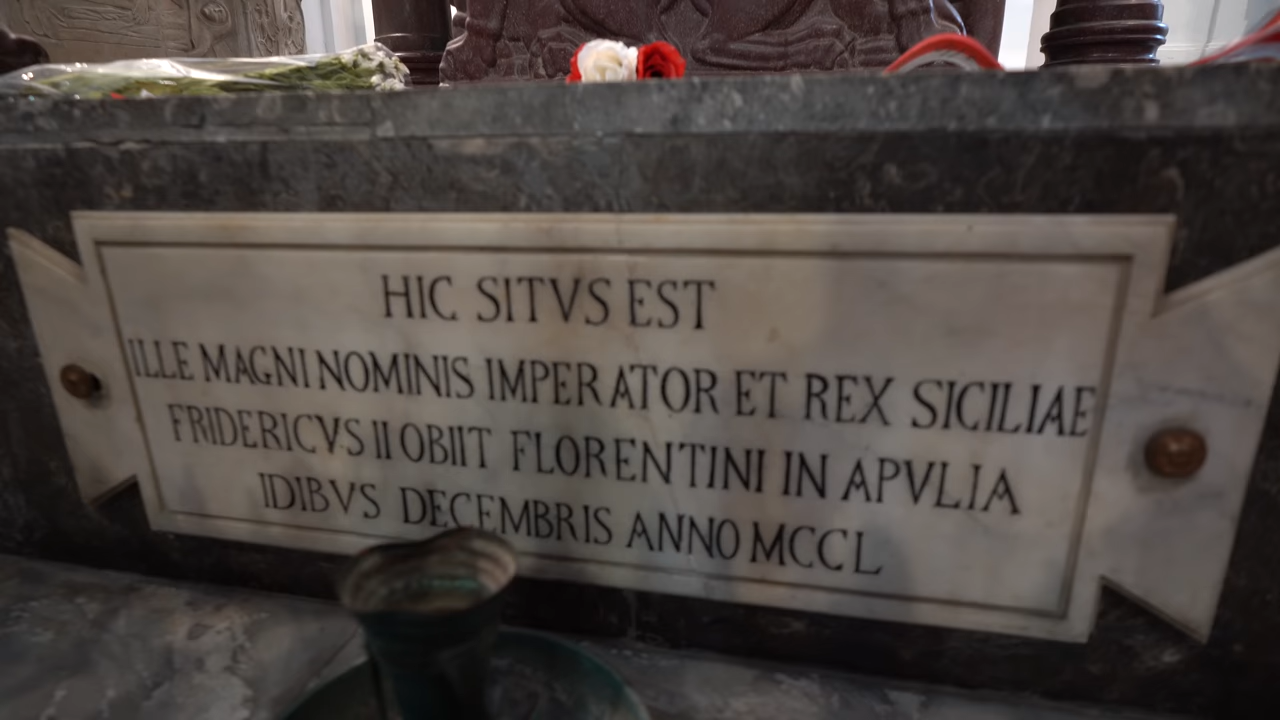 HIC SITVS EST
ILLE MAGNI NOMINIS IMPERATOR ET REX SICILIAE
FRIDERICVS II OBIIT FLORENTINI IN APVLIA
IDIBVS DECEMBRIS ANNO MCCL